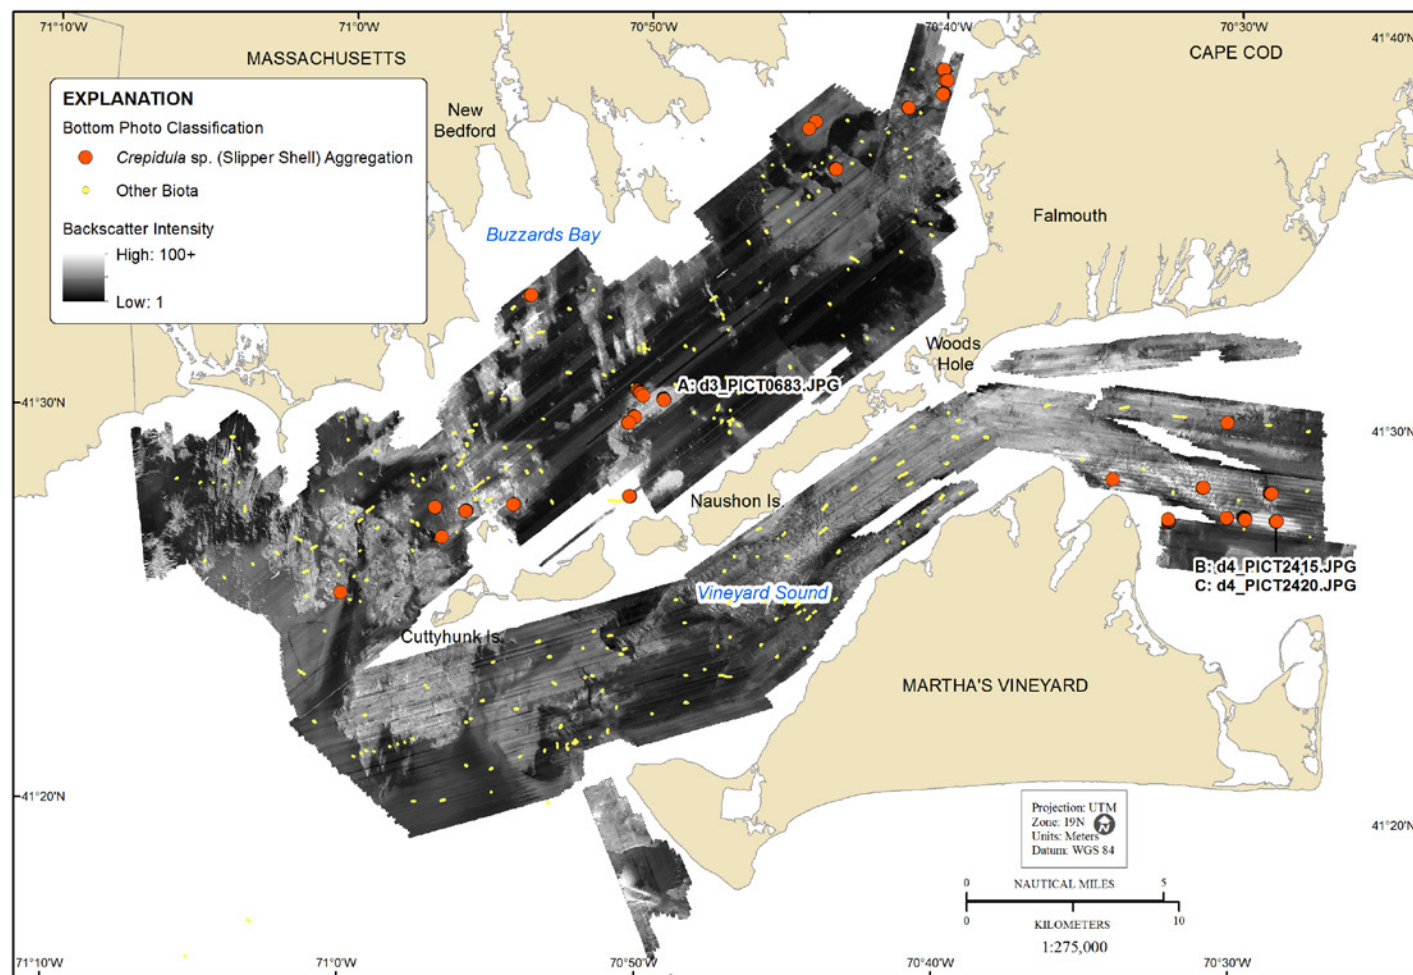 71°10'W
71°0'W
70°50'W
70°40'W
70°30'W
41°40'N
MASSACHUSETTS
CAPE COD
EXPLANATION
Bottom Photo Classification
Crepidula sp. (Slipper Shell) Aggregation
Other Biota
Backscatter Intensity
High: 100+
Low: 1
New
Bedford
Buzzards Bay
Falmouth
Woods
Hole
A: d3_PICT0683.JPG
41°30'N
41°30'N
Naushon Is.
B: d4_PICT2415.JPG
C: d4_PICT2420.JPG
Vineyard Sound
Cuttyhunk Is.
MARTHA'S VINEYARD
41°20'N
41°20'N
Projection: UTM
Zone: 19N
Units: Meters
Datum: WGS 84
N
0
NAUTICAL MILES
5
0
KILOMETERS
10
1:275,000
71°10'W
71°0'W
70°50'W
70°40'W
70°30'W